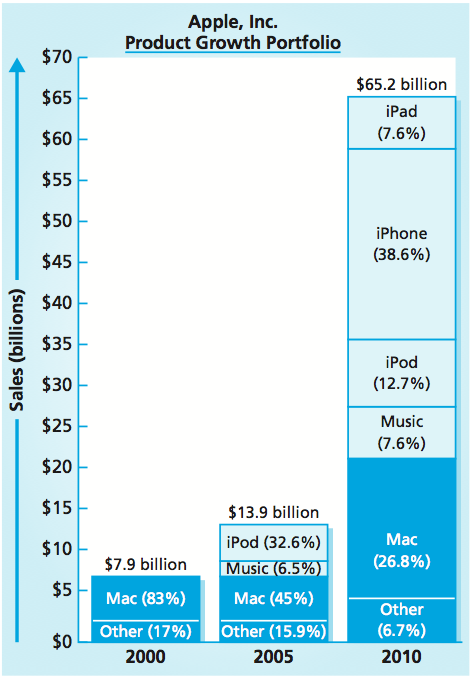 Apple, Inc.
Product Growth Portfolio
Sales (billions)
$70
$65
$60
$55
$50
$45
$40
$35
$30
$25
$20
$15
$10
$5
$0
$7.9 billion
Mac (83%)
Other (17%)
2000
$13.9 billion
iPod (32.6%)
Music (6.5%)
Mac (45%)
Other (15.9%)
2005
$65.2 billion
iPad
(7.6%)
iPhone
(38.6%)
iPod
(12.7%)
Music
(7.6%)
Mac
(26.8%)
Other
(6.7%)
2010